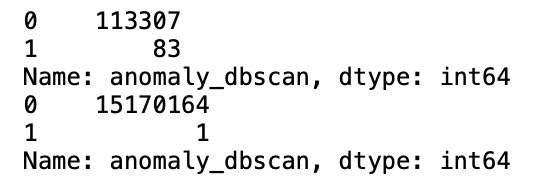 0    113307
1        83
Name: anomaly_dbscan, dtype: int64
0    15170164
1           1
Name: anomaly_dbscan, dtype: int64